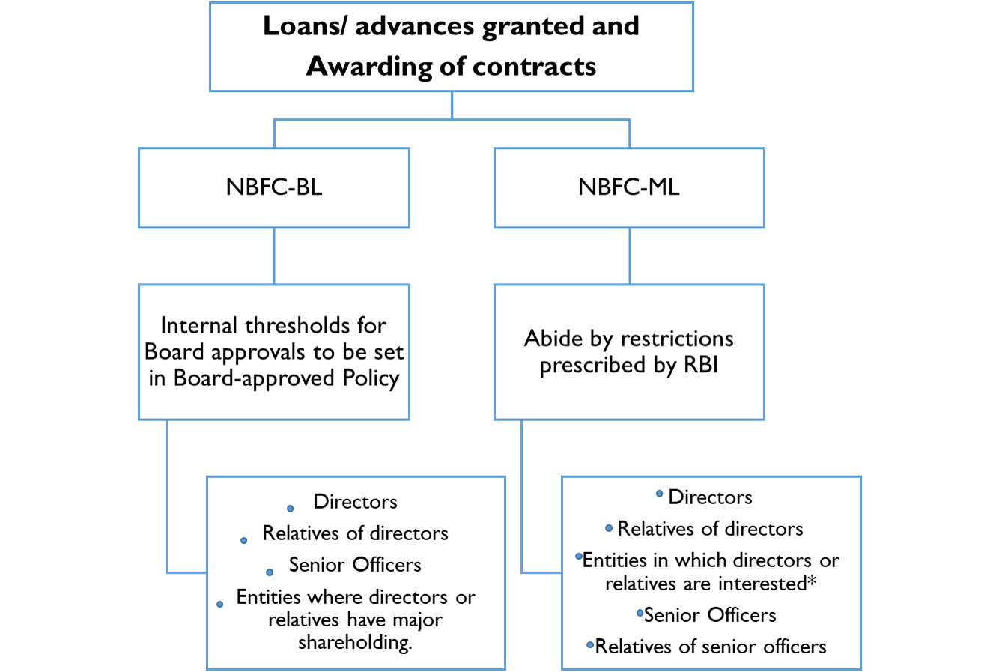 Loans/ advances granted and
Awarding of contracts
NBFC-BL
NBFC-ML
Internal thresholds for
Board approvals to be set
in Board-approved Policy
Abide by restrictions
prescribed by RBI
• Directors
• Relatives of directors
• Senior Officers
• Entities where directors or
relatives have major
shareholding.
• Directors
• Relatives of directors
• Entities in which directors or
relatives are interested*
• Senior Officers
• Relatives of senior officers